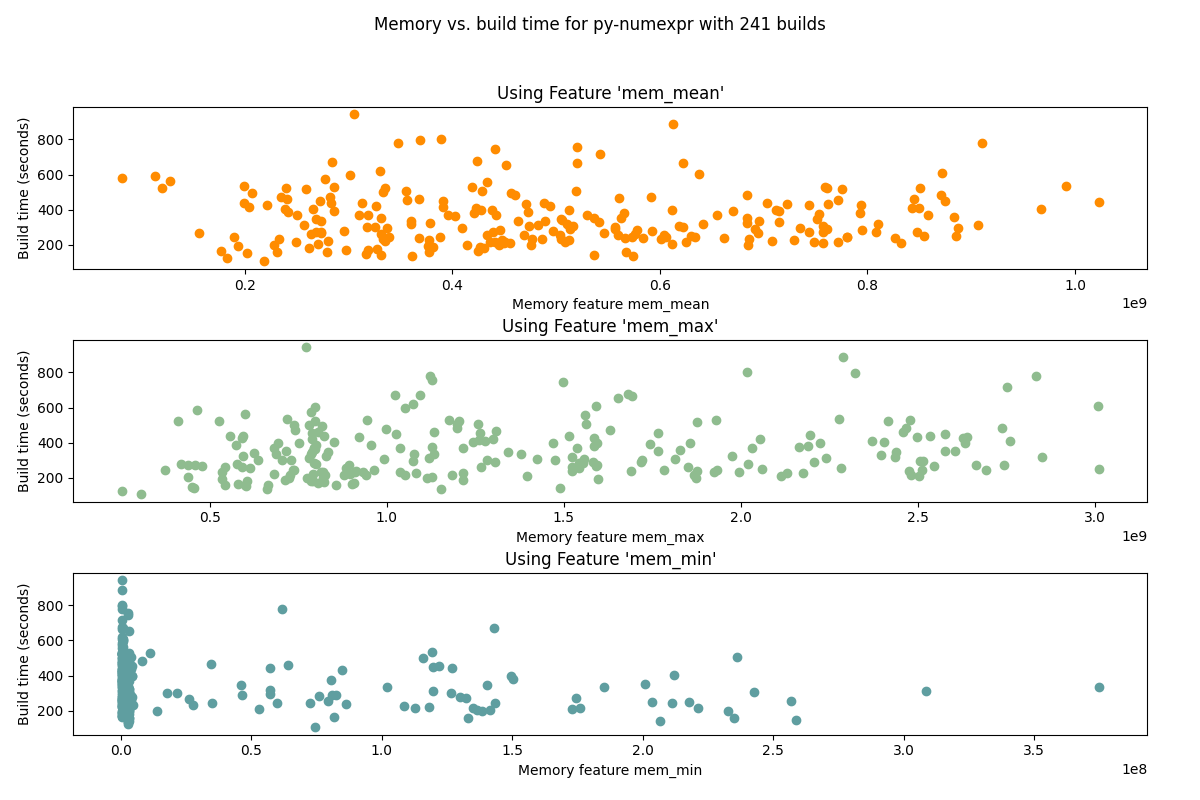 Memory vs. build time for py-numexpr with 241 builds
Using Feature 'mem_mean'
Build time (seconds)
800
600
400
200
0.2 0.4 0.6 0.8 1.0
1e9
Memory feature mem_mean
Using Feature 'mem_max'
Build time (seconds)
800
600
400
200
0.5 1.0 1.5 2.0 2.5 3.0
1e9
Memory feature mem_max
Using Feature 'mem_min'
Build time (seconds)
800
600
400
200
0.0 0.5 1.0 1.5 2.0 2.5 3.0 3.5
1e8
Memory feature mem_min